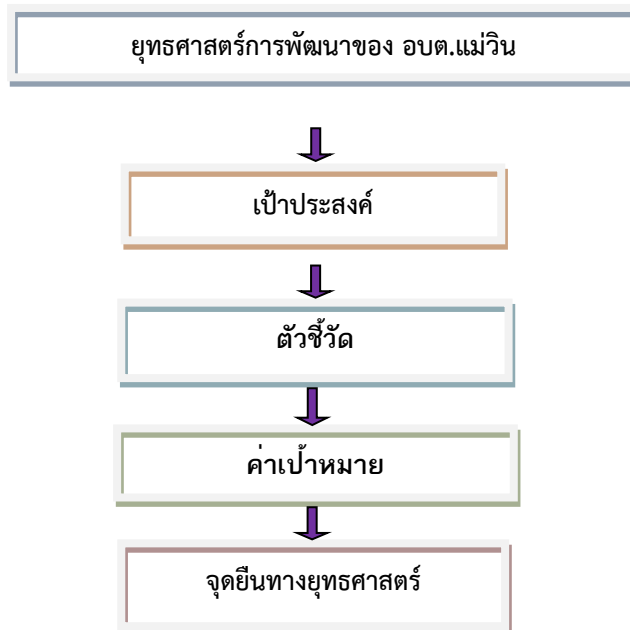 ยุทธศาสตร์การพัฒนาของ อบต.แม่วิน
เป้าประสงค์
ตัวชี้วัด
ค่าเป้าหมาย
จุดยืนทางยุทธศาสตร์